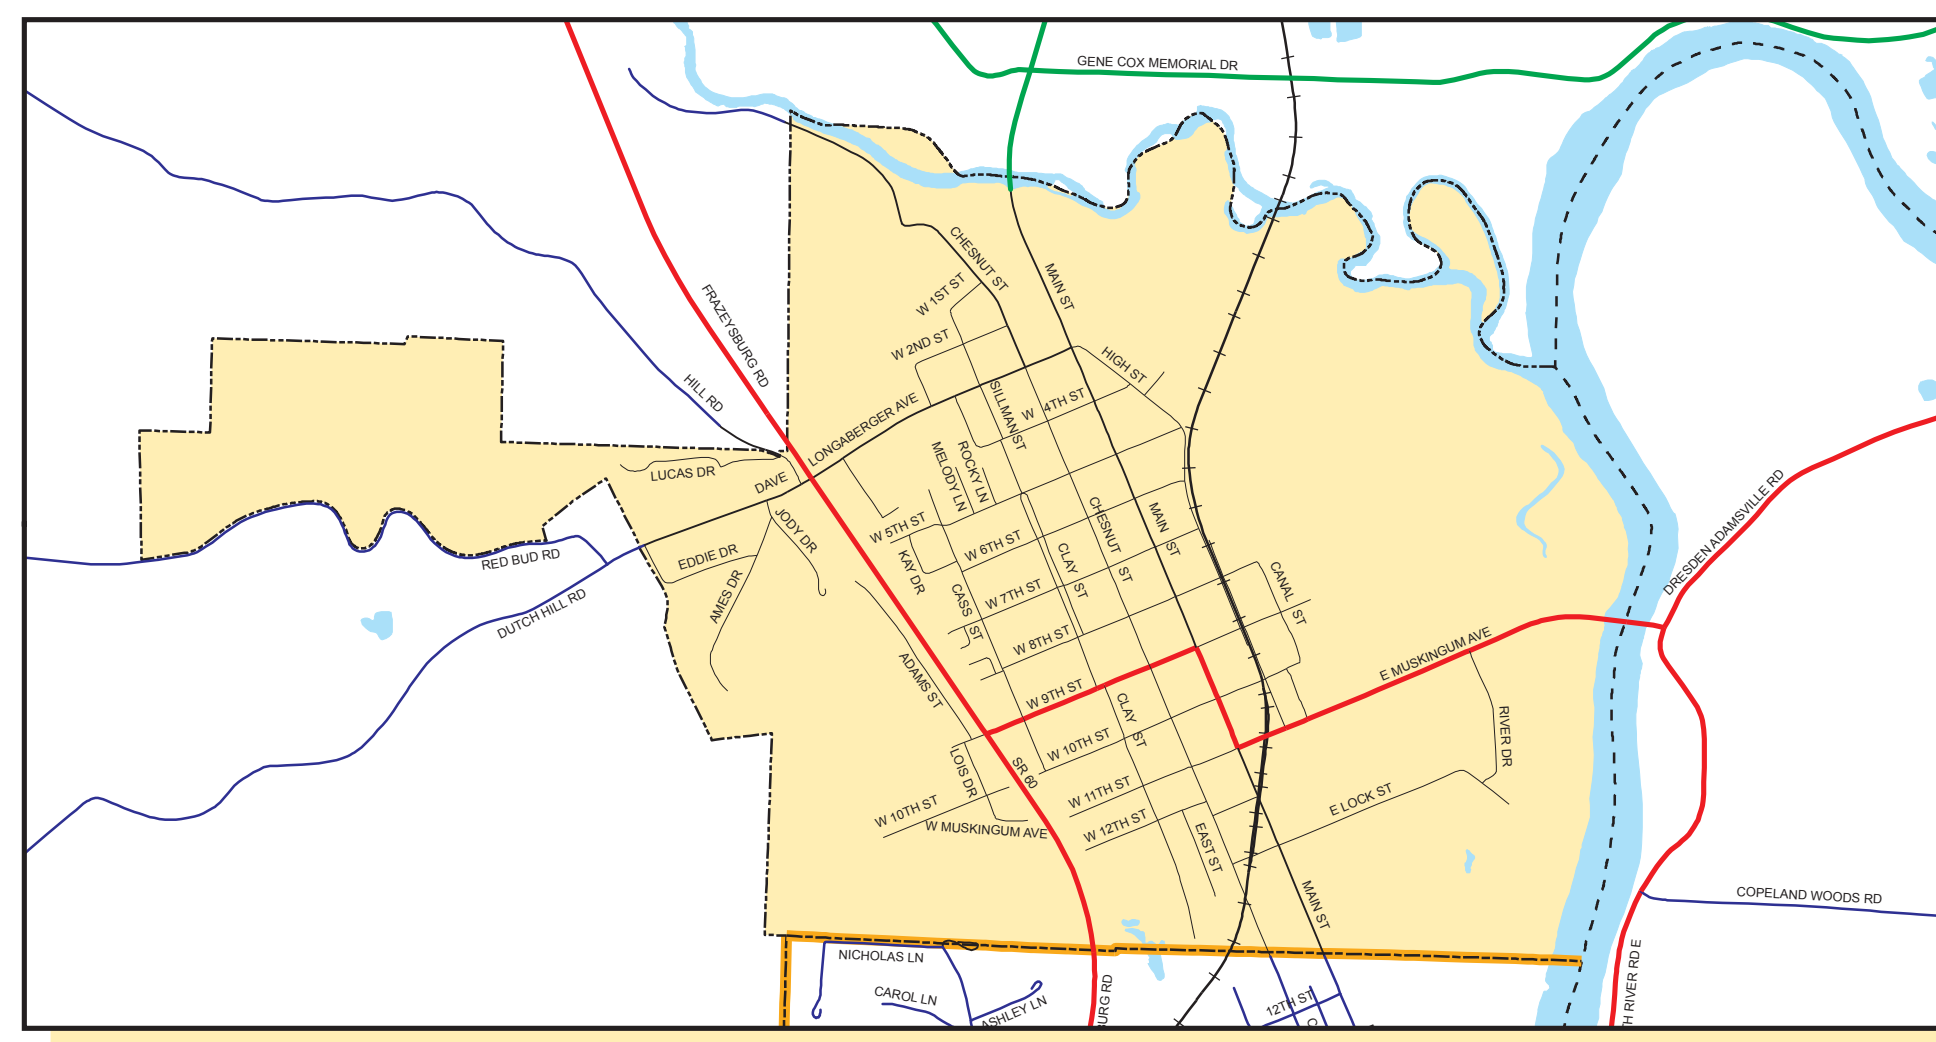 GENE COX MEMORIAL DR
CHESNUT ST
MAIN ST
W 1ST ST
FRAZEYSBURG RD
W 2ND ST
HIGH ST
HILL RD
SILLMAN ST
W 4TH ST
LONGABERGER AVE
MELODY LN
ROCKY LN
LUCAS DR
DAVE
JODY DR
W 5TH ST
CHESNUT ST
MAIN ST
DRESDEN ADAMSVILLE RD
RED BUD RD
EDDIE DR
W 6TH ST
KAY DR
CLAY ST
CANAL ST
AMES DR
CASS ST
W 7TH ST
DUTCH HILL RD
W 8TH ST
E MUSKINGUM AVE
ADAMS ST
W 9TH ST
CLAY ST
RIVER DR
W 10TH ST
LOIS DR
SR 60
W 11TH ST
E LOCK ST
W 10TH ST
W MUSKINGUM AVE
W 12TH ST
EAST ST
MAIN ST
COPELAND WOODS RD
NICHOLAS LN
CAROL LN
ASHLEY LN
BURG RD
12TH ST
C
TH RIVER RD E